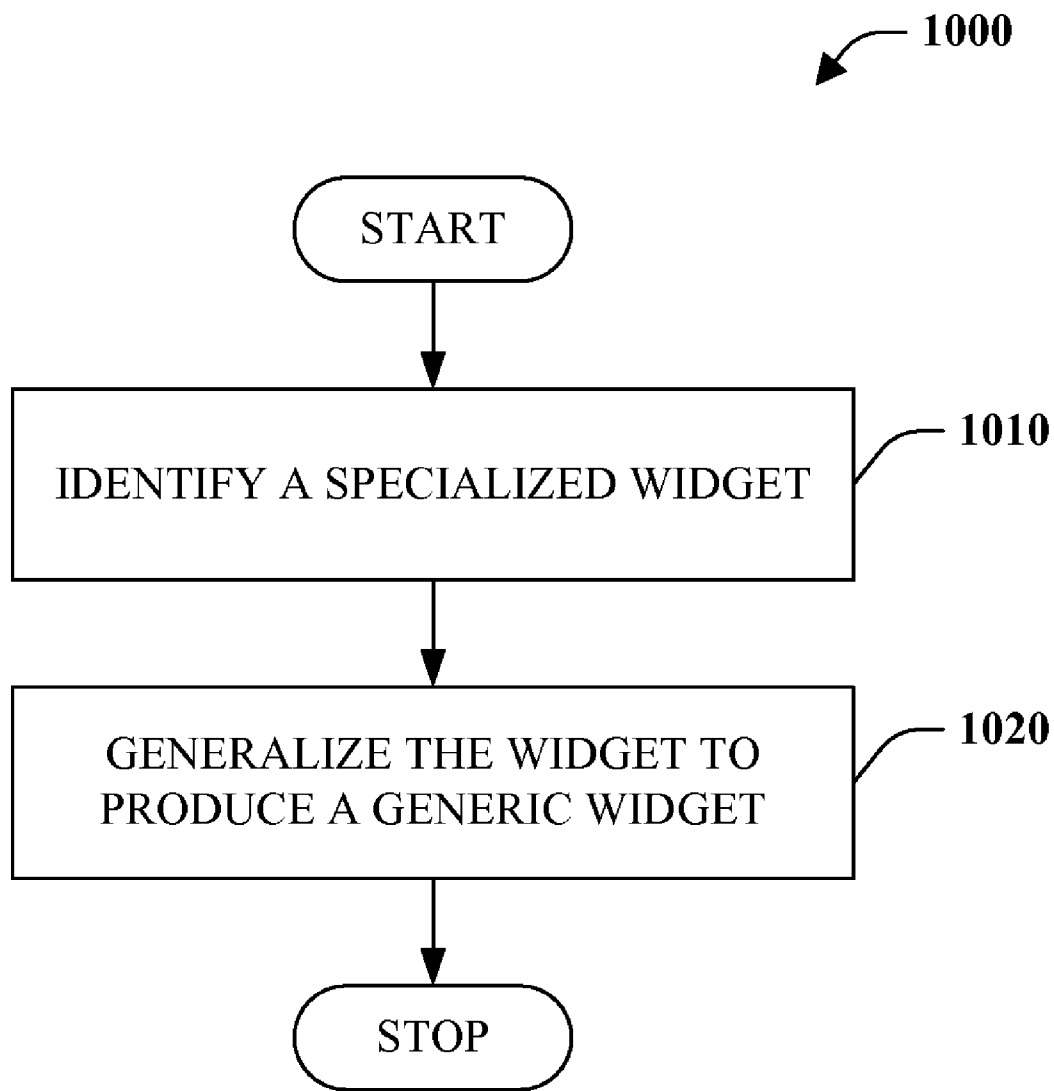 1000
START
IDENTIFY A SPECIALIZED WIDGET
1010
GENERALIZE THE WIDGET TO
PRODUCE A GENERIC WIDGET
1020
STOP